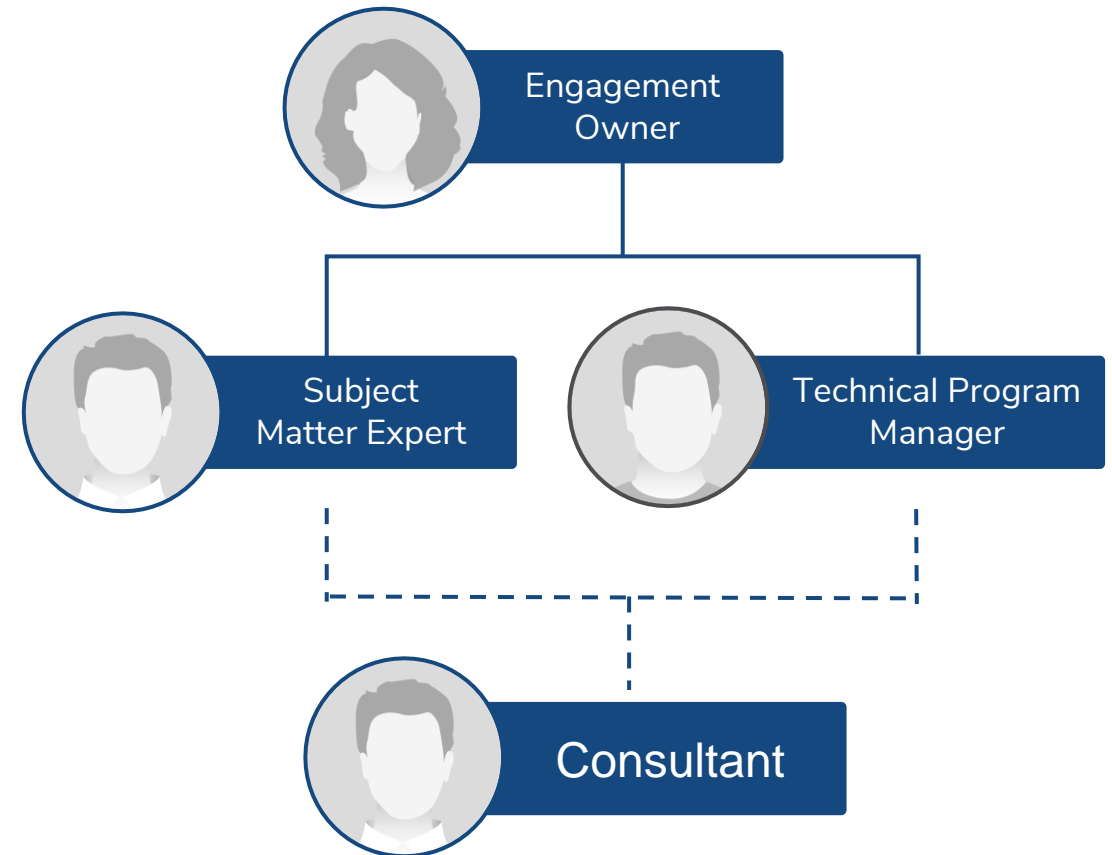 Engagement
Owner
Subject
Matter Expert
Technical Program
Manager
Consultant